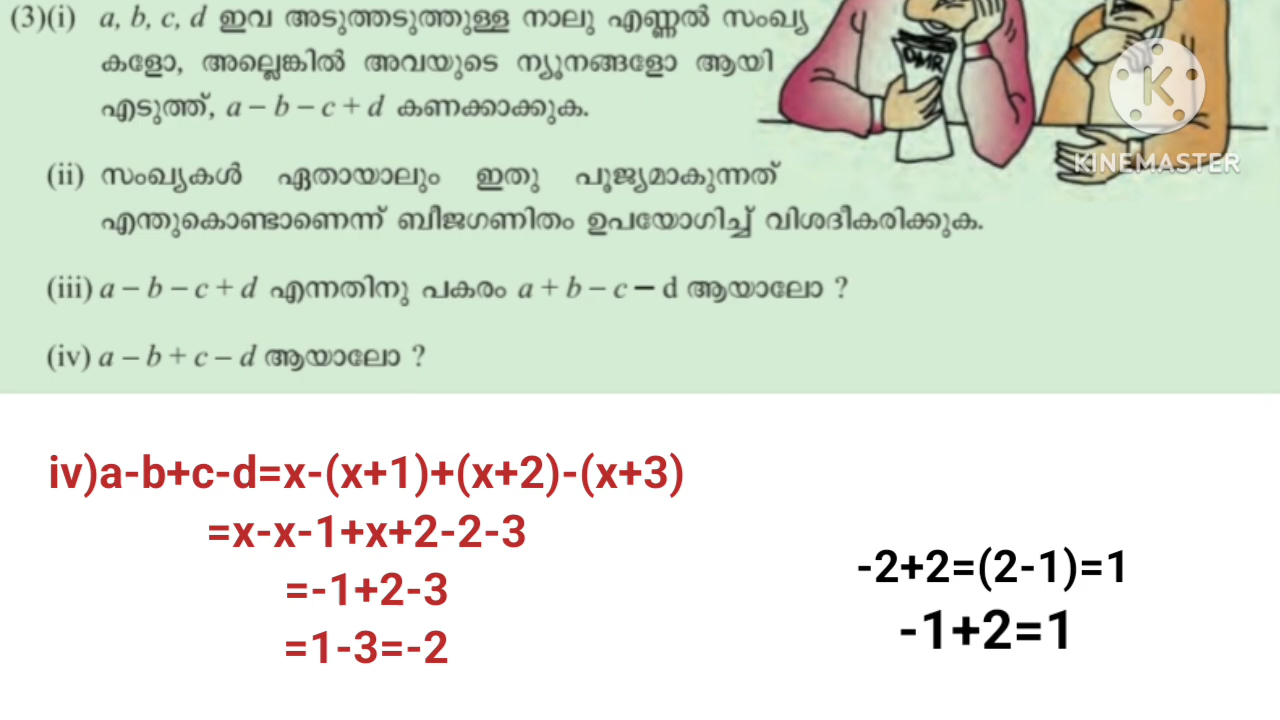 (3)(i) a, b, c, d ഇവ അടുത്തടുത്തുള്ള നാലു എണ്ണൽ സംഖ്യ
കളോ, അല്ലെങ്കിൽ അവയുടെ ന്യൂനങ്ങളോ ആയി
എടുത്ത്, a – b – c + d കണക്കാക്കുക.
OMR
K
KINEMASTER
(ii) സംഖ്യകൾ ഏതായാലും ഇതു പൂജ്യമാകുന്നത്
എന്തുകൊണ്ടാണെന്ന് ബീജഗണിതം ഉപയോഗിച്ച് വിശദീകരിക്കുക.
(iii) a – b – c + d എന്നതിനു പകരം a + b – c – d ആയാലോ ?
(iv) a – b + c – d ആയാലോ ?
iv)a-b+c-d=x-(x+1)+(x+2)-(x+3)
=x-x-1+x+2-2-3
=-1+2-3
=1-3=-2
-2+2=(2-1)=1
-1+2=1